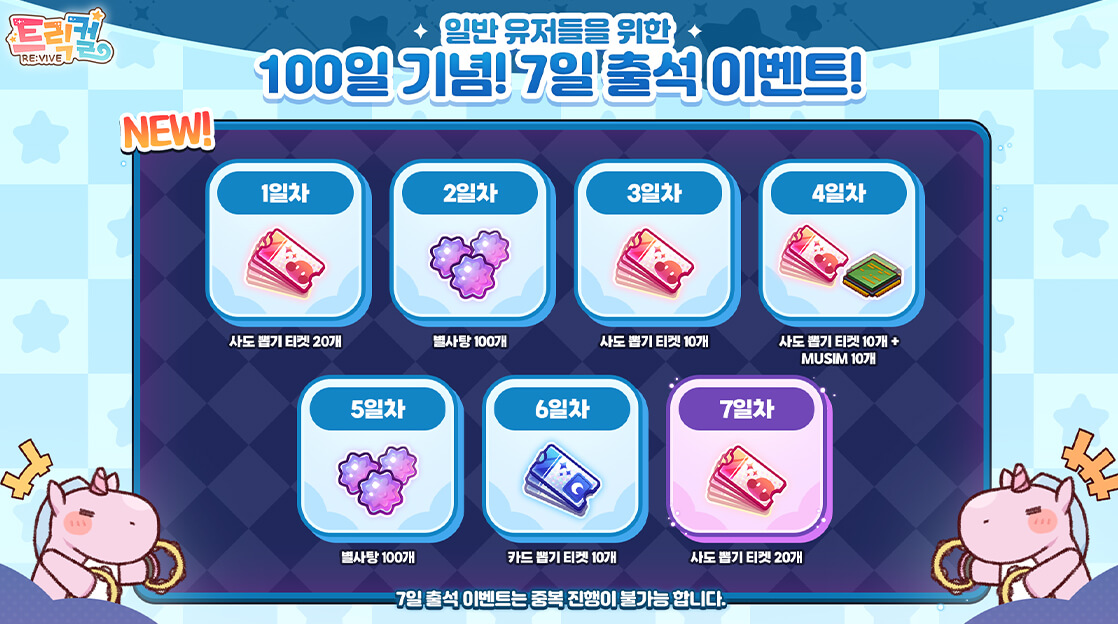 트릭컬
RE:VIVE
일반 유저들을 위한
100일 기념! 7일 출석 이벤트!
NEW!
1일차
2일차
3일차
4일차
사도 뽑기 티켓 20개
별사탕 100개
사도 뽑기 티켓 10개
사도 뽑기 티켓 10개 +
MUSIM 10개
5일차
6일차
7일차
별사탕 100개
카드 뽑기 티켓 10개
사도 뽑기 티켓 20개
7일 출석 이벤트는 중복 진행이 불가능 합니다.